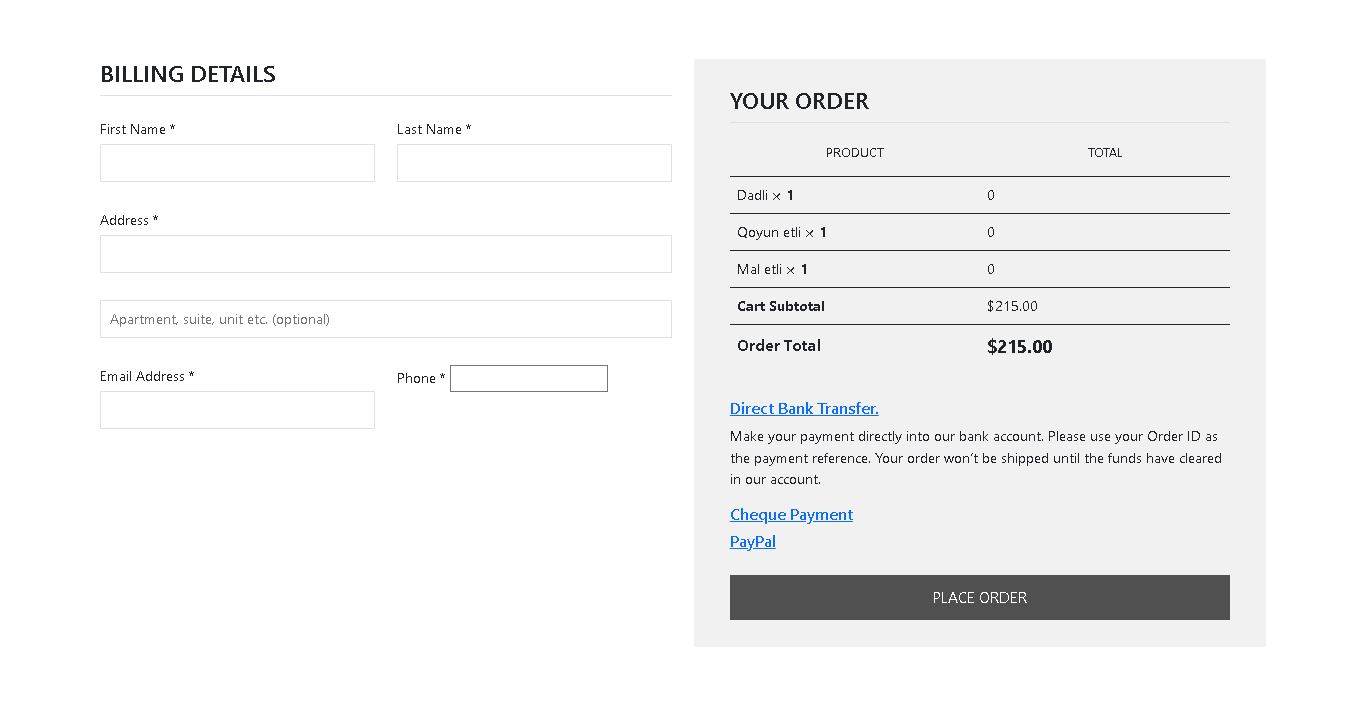 BILLING DETAILS
First Name *
Last Name *
Address *
Apartment, suite, unit etc. (optional)
Email Address *
Phone *
YOUR ORDER
PRODUCT TOTAL
Dadli × 1 0
Qoyun etli × 1 0
Mal etli × 1 0
Cart Subtotal $215.00
Order Total $215.00
Direct Bank Transfer.
Make your payment directly into our bank account. Please use your Order ID as
the payment reference. Your order won’t be shipped until the funds have cleared
in our account.
Cheque Payment
PayPal
PLACE ORDER